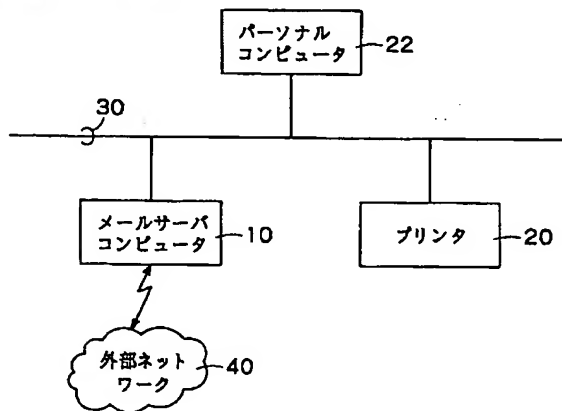 パーソナル
コンピュータ
22
30
メールサーバ
コンピュータ
10
プリンタ
20
外部ネット
ワーク
40